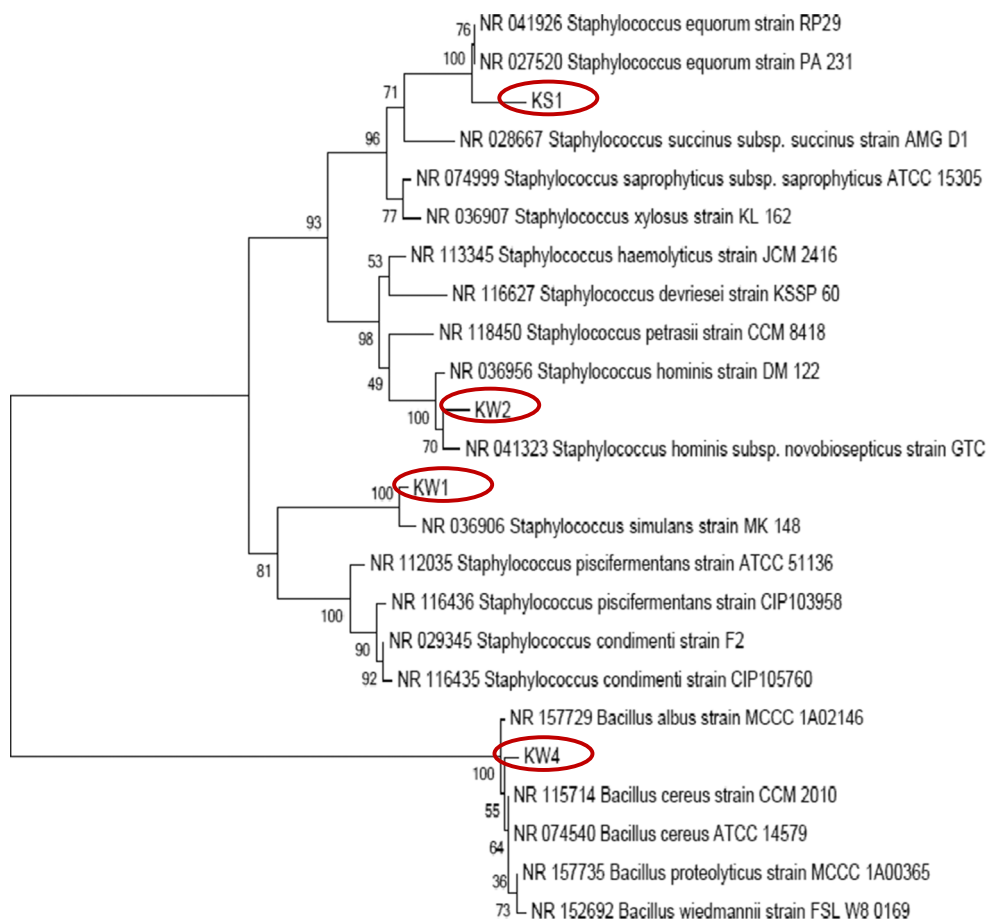 76
NR 041926 Staphylococcus equorum strain RP29
100
NR 027520 Staphylococcus equorum strain PA 231
71
KS1
96
NR 028667 Staphylococcus succinus subsp. succinus strain AMG D1
NR 074999 Staphylococcus saprophyticus subsp. saprophyticus ATCC 15305
93
77
NR 036907 Staphylococcus xylosus strain KL 162
53
NR 113345 Staphylococcus haemolyticus strain JCM 2416
NR 116627 Staphylococcus devriesei strain KSSP 60
98
NR 118450 Staphylococcus petrasii strain CCM 8418
49
NR 036956 Staphylococcus hominis strain DM 122
100
KW2
70
NR 041323 Staphylococcus hominis subsp. novobiosepticus strain GTC
100
KW1
NR 036906 Staphylococcus simulans strain MK 148
81
NR 112035 Staphylococcus piscifermentans strain ATCC 51136
100
NR 116436 Staphylococcus piscifermentans strain CIP103958
90
NR 029345 Staphylococcus condimenti strain F2
92
NR 116435 Staphylococcus condimenti strain CIP105760
NR 157729 Bacillus albus strain MCCC 1A02146
100
KW4
55
NR 115714 Bacillus cereus strain CCM 2010
64
NR 074540 Bacillus cereus ATCC 14579
36
NR 157735 Bacillus proteolyticus strain MCCC 1A00365
73
NR 152692 Bacillus wiedmannii strain FSL W8 0169